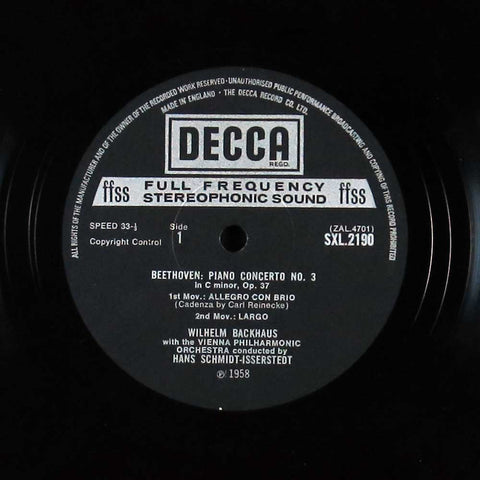 ALL RIGHTS OF THE MANUFACTURER AND OF THE OWNER OF THE RECORDED WORK RESERVED · UNAUTHORISED PUBLIC PERFORMANCE BROADCASTING AND COPYING OF THIS RECORD PROHIBITED
MADE IN ENGLAND · THE DECCA RECORD CO. LTD.
DECCA
REGD.
ffss FULL FREQUENCY STEREOPHONIC SOUND ffss
SPEED 33-⅓ Side (ZAL.4701)
Copyright Control 1 SXL.2190
BEETHOVEN: PIANO CONCERTO NO. 3
in C minor, Op. 37
1st Mov.: ALLEGRO CON BRIO
(Cadenza by Carl Reinecke)
2nd Mov.: LARGO
WILHELM BACKHAUS
with the VIENNA PHILHARMONIC
ORCHESTRA conducted by
HANS SCHMIDT-ISSERSTEDT
℗ 1958